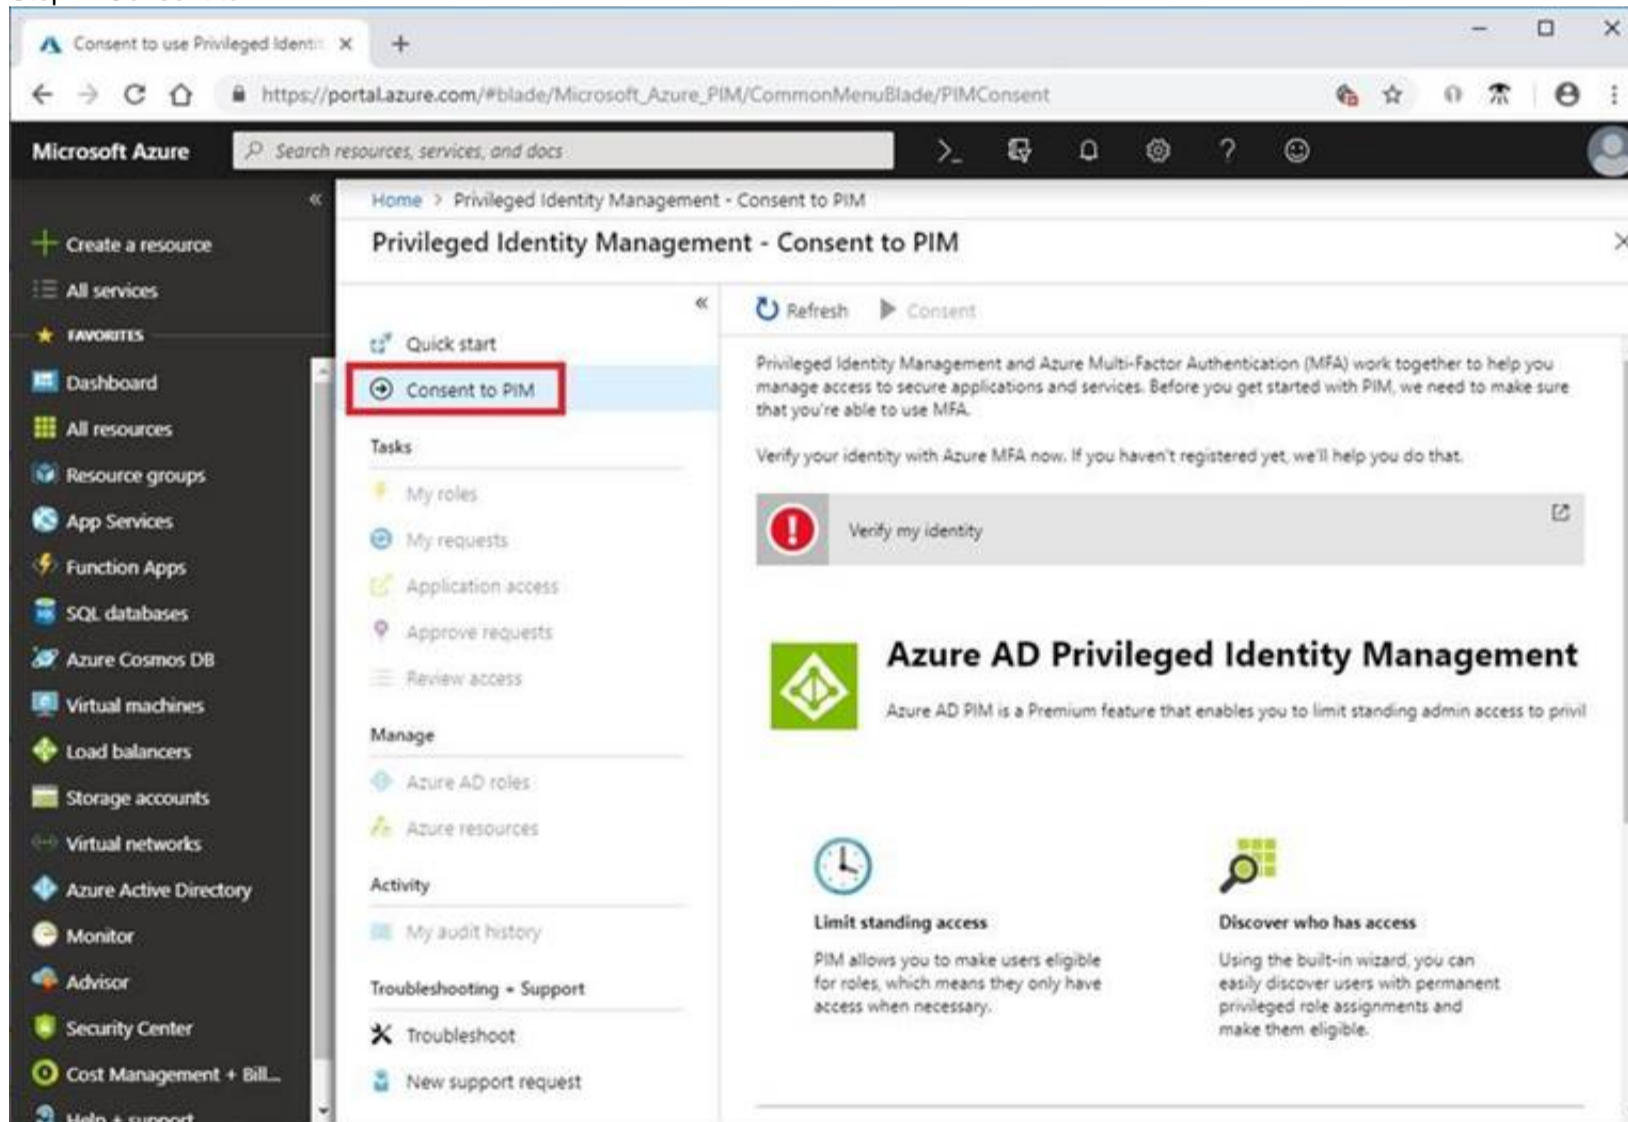 Consent to use Privileged Identi
https://portal.azure.com/#blade/Microsoft_Azure_PIM/CommonMenuBlade/PIMConsent
Microsoft Azure
Search resources, services, and docs
Create a resource
All services
FAVORITES
Dashboard
All resources
Resource groups
App Services
Function Apps
SQL databases
Azure Cosmos DB
Virtual machines
Load balancers
Storage accounts
Virtual networks
Azure Active Directory
Monitor
Advisor
Security Center
Cost Management + Bill...
Help + support
Home > Privileged Identity Management - Consent to PIM
Privileged Identity Management - Consent to PIM
Quick start
Consent to PIM
Tasks
My roles
My requests
Application access
Approve requests
Review access
Manage
Azure AD roles
Azure resources
Activity
My audit history
Troubleshooting + Support
Troubleshoot
New support request
Refresh Consent
Privileged Identity Management and Azure Multi-Factor Authentication (MFA) work together to help you
manage access to secure applications and services. Before you get started with PIM, we need to make sure
that you're able to use MFA.
Verify your identity with Azure MFA now. If you haven't registered yet, we'll help you do that.
Verify my identity
Azure AD Privileged Identity Management
Azure AD PIM is a Premium feature that enables you to limit standing admin access to privil
Limit standing access
PIM allows you to make users eligible
for roles, which means they only have
access when necessary.
Discover who has access
Using the built-in wizard, you can
easily discover users with permanent
privileged role assignments and
make them eligible.